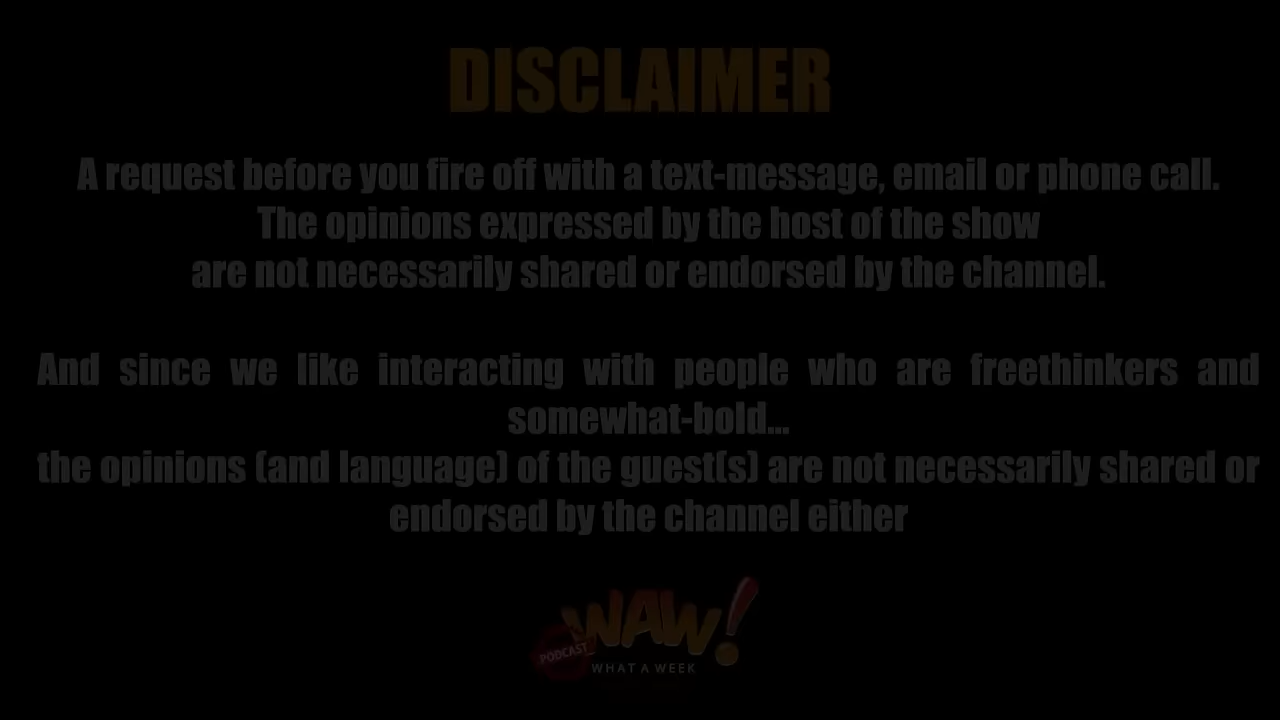 DISCLAIMER
A request before you fire off with a text-message, email or phone call.
The opinions expressed by the host of the show
are not necessarily shared or endorsed by the channel.
And since we like interacting with people who are freethinkers and
somewhat-bold...
the opinions (and language) of the guest(s) are not necessarily shared or
endorsed by the channel either
WAW!
PODCAST
WHAT A WEEK